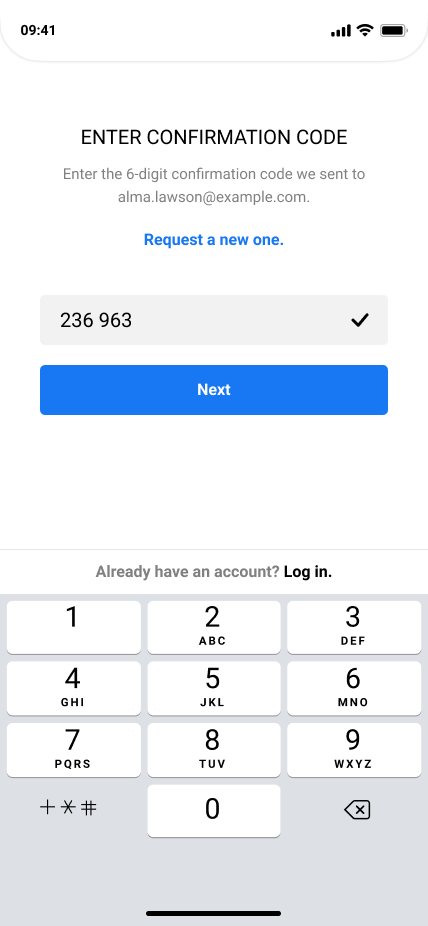 09:41
ENTER CONFIRMATION CODE
Enter the 6-digit confirmation code we sent to
alma.lawson@example.com.
Request a new one.
236 963
Next
Already have an account? Log in.
1
2
ABC
3
DEF
4
GHI
5
JKL
6
MNO
7
PQRS
8
TUV
9
WXYZ
+*#
0